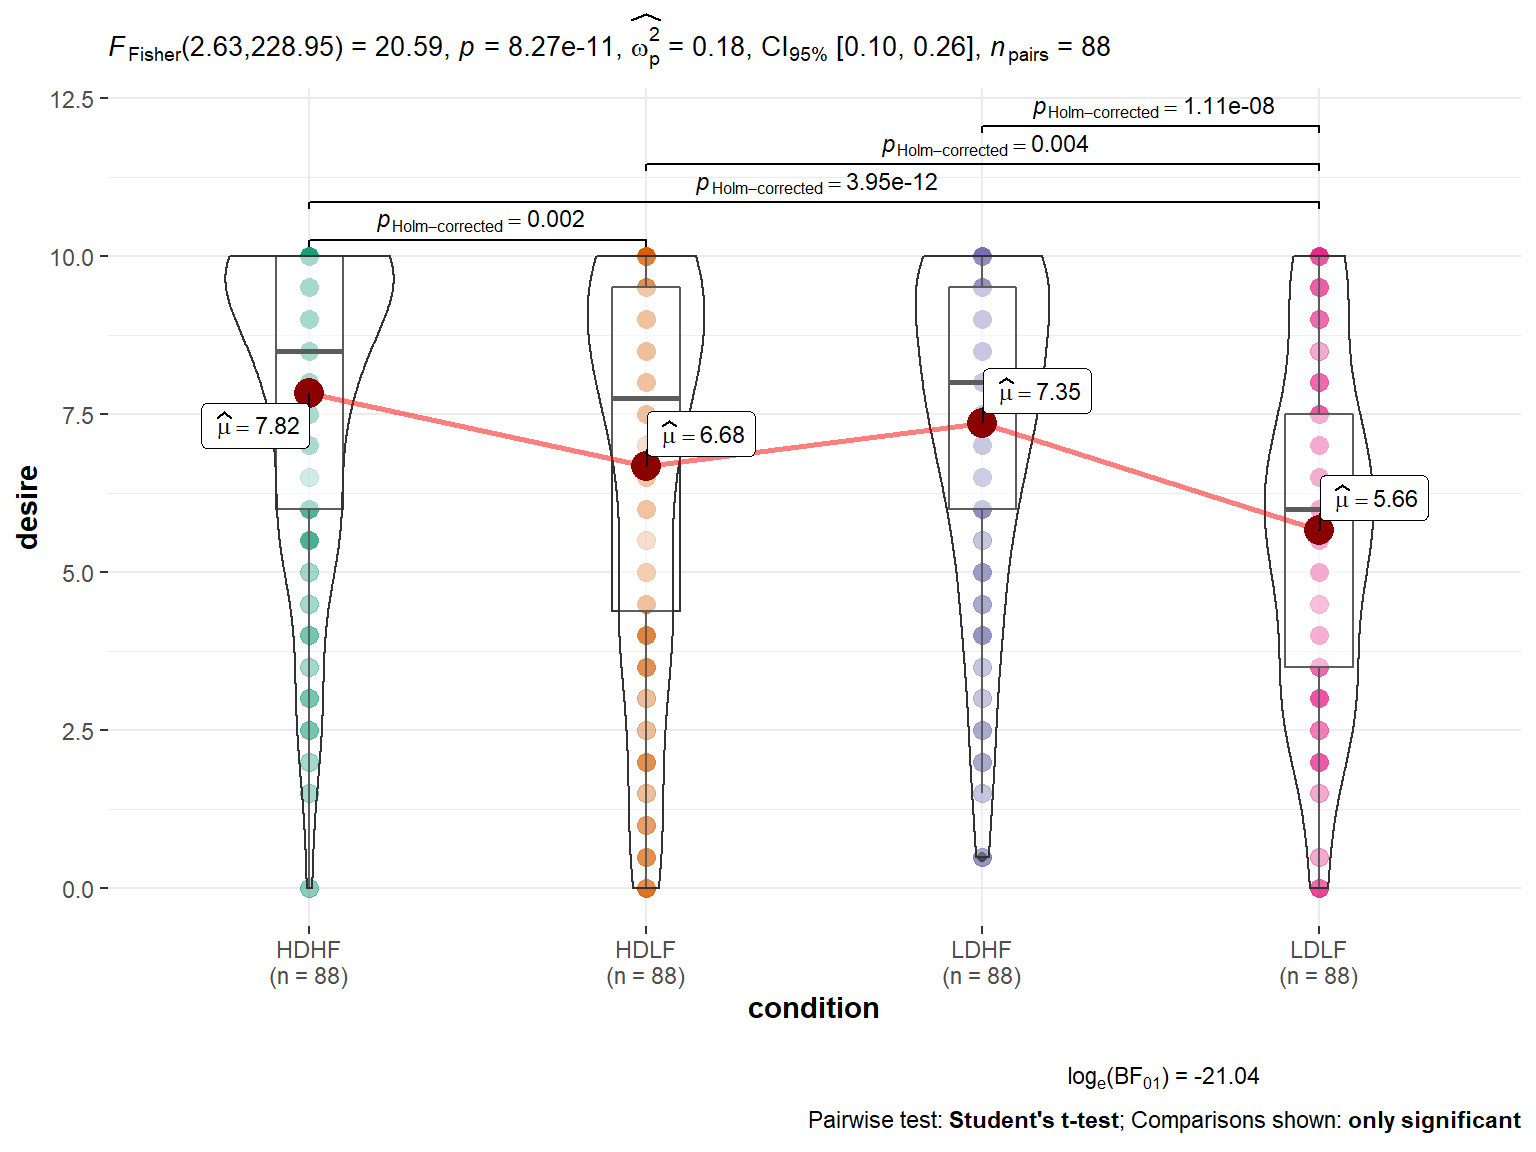 F Fisher(2.63,228.95) = 20.59, p = 8.27e-11, ω̂²p = 0.18, CI95% [0.10, 0.26], n pairs = 88
12.5
pHolm−corrected = 1.11e-08
pHolm−corrected = 0.004
pHolm−corrected = 3.95e-12
pHolm−corrected = 0.002
10.0
μ̂ = 7.35
7.5
μ̂ = 7.82
μ̂ = 6.68
μ̂ = 5.66
desire
5.0
2.5
0.0
HDHF HDLF LDHF LDLF
(n = 88) (n = 88) (n = 88) (n = 88)
condition
loge(BF01) = -21.04
Pairwise test: Student's t-test; Comparisons shown: only significant